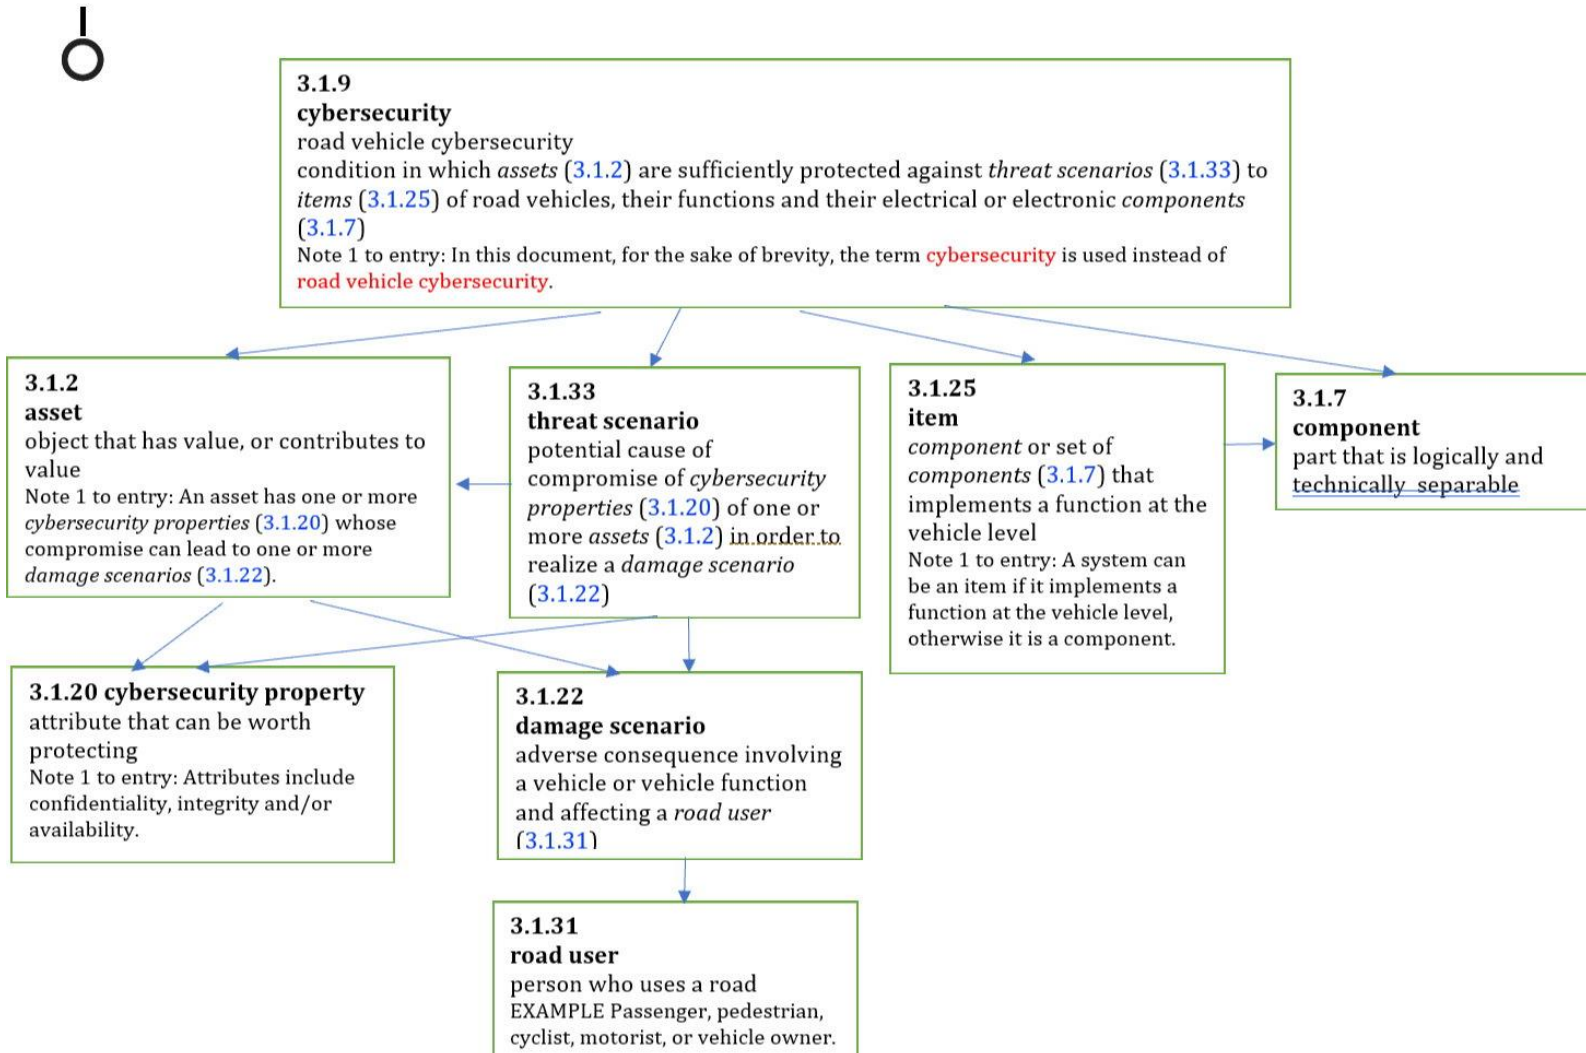 3.1.9
cybersecurity
road vehicle cybersecurity
condition in which assets (3.1.2) are sufficiently protected against threat scenarios (3.1.33) to
items (3.1.25) of road vehicles, their functions and their electrical or electronic components
(3.1.7)
Note 1 to entry: In this document, for the sake of brevity, the term cybersecurity is used instead of
road vehicle cybersecurity.
3.1.2
asset
object that has value, or contributes to
value
Note 1 to entry: An asset has one or more
cybersecurity properties (3.1.20) whose
compromise can lead to one or more
damage scenarios (3.1.22).
3.1.33
threat scenario
potential cause of
compromise of cybersecurity
properties (3.1.20) of one or
more assets (3.1.2) in order to
realize a damage scenario
(3.1.22)
3.1.25
item
component or set of
components (3.1.7) that
implements a function at the
vehicle level
Note 1 to entry: A system can
be an item if it implements a
function at the vehicle level,
otherwise it is a component.
3.1.7
component
part that is logically and
technically separable
3.1.20 cybersecurity property
attribute that can be worth
protecting
Note 1 to entry: Attributes include
confidentiality, integrity and/or
availability.
3.1.22
damage scenario
adverse consequence involving
a vehicle or vehicle function
and affecting a road user
(3.1.31)
3.1.31
road user
person who uses a road
EXAMPLE Passenger, pedestrian,
cyclist, motorist, or vehicle owner.